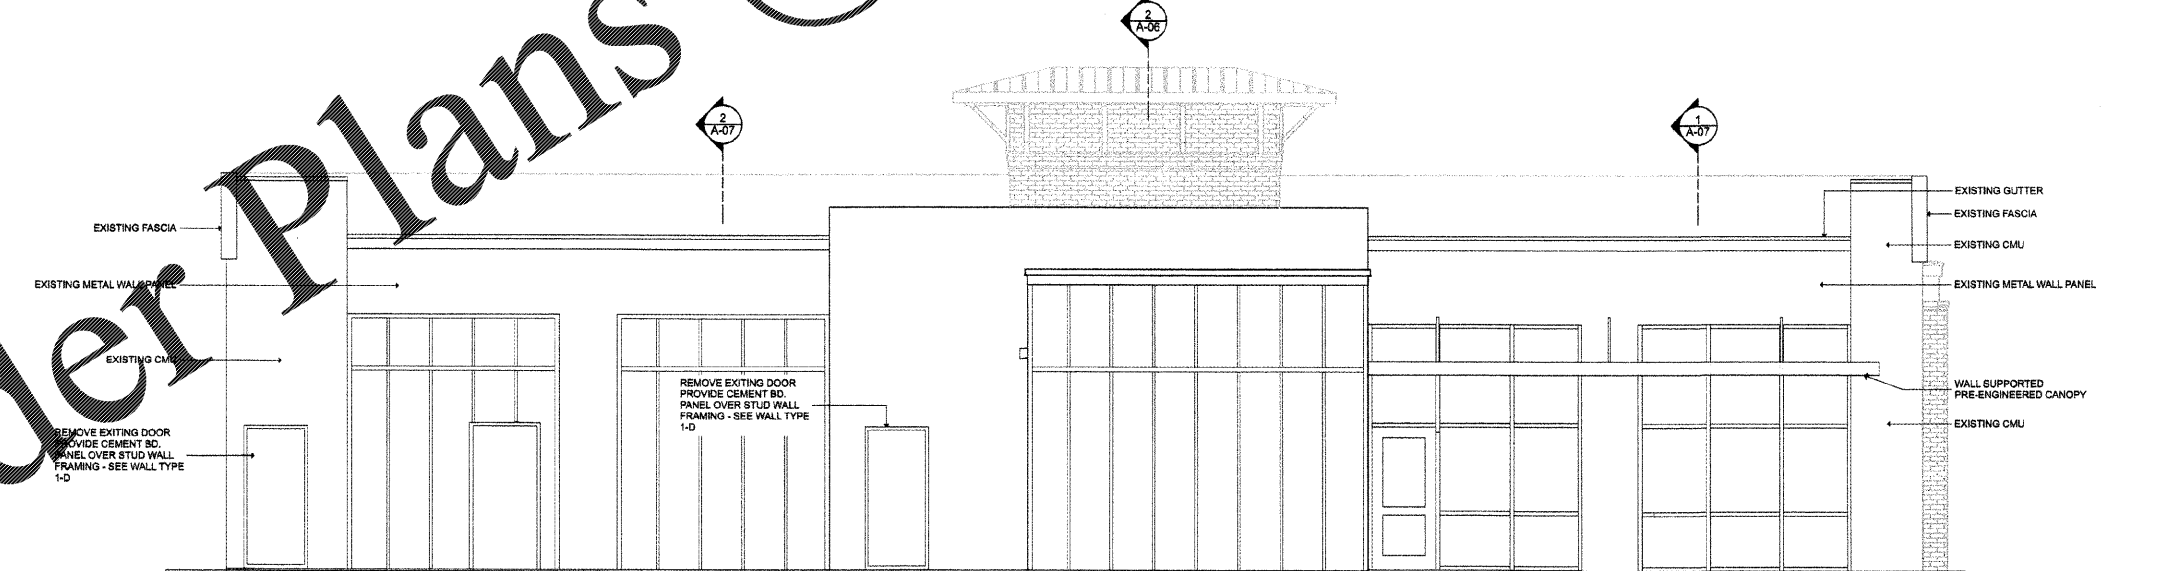 der Plans
2
A-06
2
A-07
1
A-07
EXISTING FASCIA
EXISTING METAL WALL PANEL
EXISTING CMU
REMOVE EXITING DOOR
PROVIDE CEMENT BD.
PANEL OVER STUD WALL
FRAMING - SEE WALL TYPE
1-D
REMOVE EXITING DOOR
PROVIDE CEMENT BD.
PANEL OVER STUD WALL
FRAMING - SEE WALL TYPE
1-D
EXISTING GUTTER
EXISTING FASCIA
EXISTING CMU
EXISTING METAL WALL PANEL
WALL SUPPORTED
PRE-ENGINEERED CANOPY
EXISTING CMU